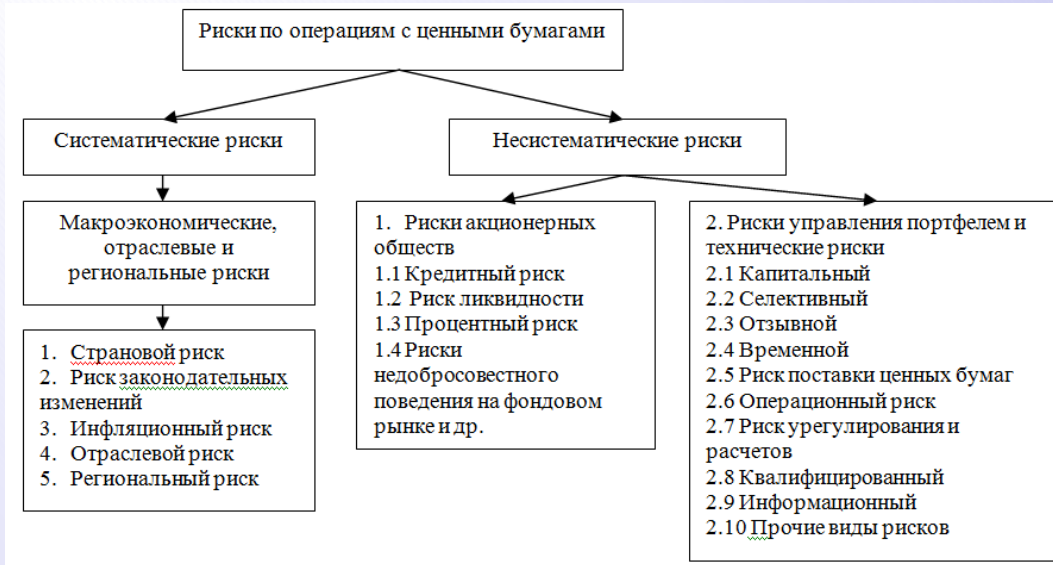 Риски по операциям с ценными бумагами
Систематические риски
Несистематические риски
Макроэкономические,
отраслевые и
региональные риски
1. Страновой риск
2. Риск законодательных
изменений
3. Инфляционный риск
4. Отраслевой риск
5. Региональный риск
1. Риски акционерных
обществ
1.1 Кредитный риск
1.2 Риск ликвидности
1.3 Процентный риск
1.4 Риски
недобросовестного
поведения на фондовом
рынке и др.
2. Риски управления портфелем и
технические риски
2.1 Капитальный
2.2 Селективный
2.3 Отзывной
2.4 Временной
2.5 Риск поставки ценных бумаг
2.6 Операционный риск
2.7 Риск урегулирования и
расчетов
2.8 Квалифицированный
2.9 Информационный
2.10 Прочие виды рисков